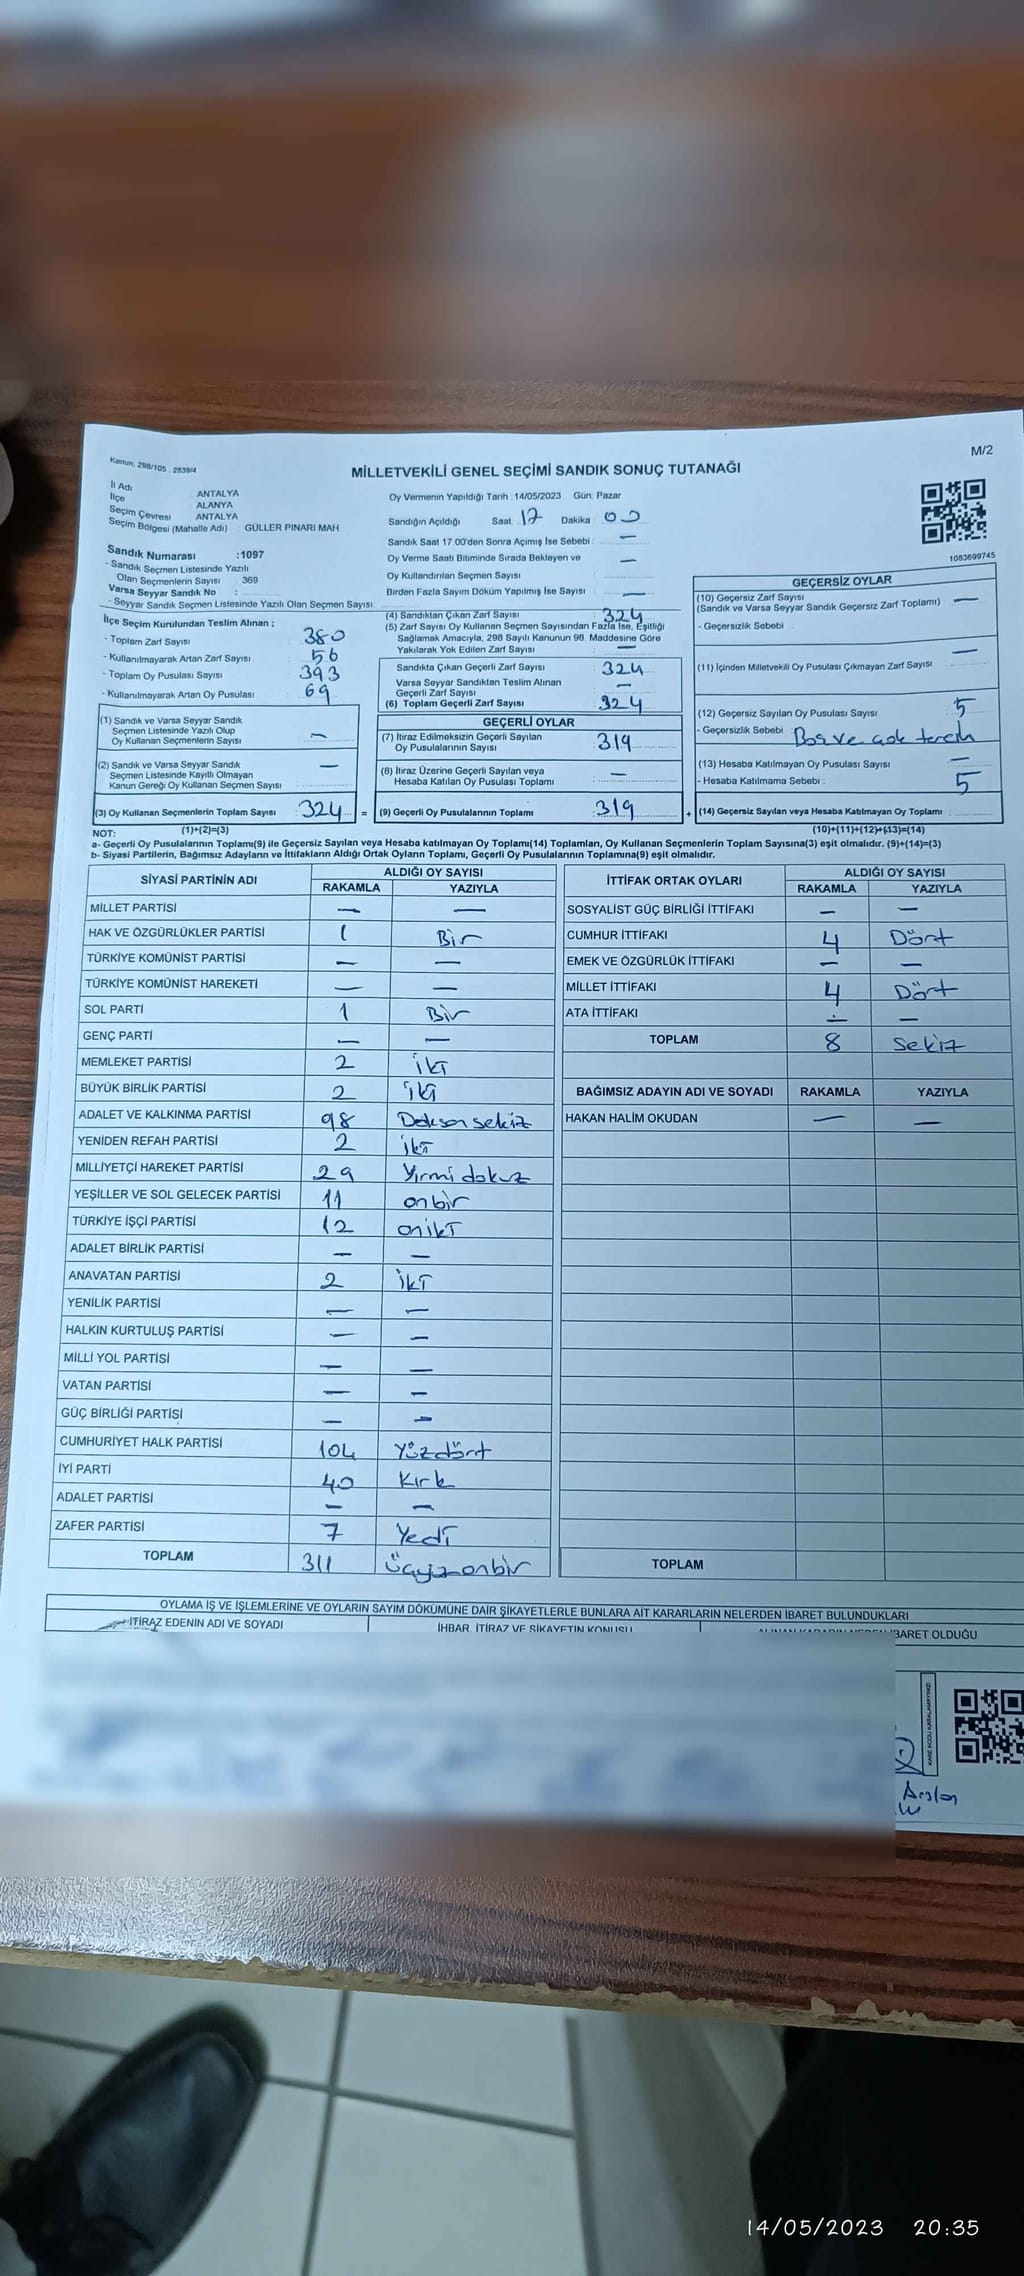 M/2
Kanun, 298/105 , 2839/4
MİLLETVEKİLİ GENEL SEÇİMİ SANDIK SONUÇ TUTANAĞI
İl Adı ANTALYA
İlçe ALANYA
Seçim Çevresi ANTALYA
Seçim Bölgesi (Mahalle Adı) GÜLLER PINARI MAH.
Sandık Numarası :1097
- Sandık Seçmen Listesinde Yazılı
Olan Seçmenlerin Sayısı : 369
Varsa Seyyar Sandık No :
- Seyyar Sandık Seçmen Listesinde Yazılı Olan Seçmen Sayısı
Oy Vermenin Yapıldığı Tarih :14/05/2023 Gün: Pazar
Sandığın Açıldığı Saat 17 Dakika 00
Sandık Saat 17 00'den Sonra Açımış İse Sebebi : —
Oy Verme Saati Bitiminde Sırada Bekleyen ve —
Oy Kullandırılan Seçmen Sayısı
Birden Fazla Sayım Döküm Yapılmış İse Sayısı —
1083699745
İlçe Seçim Kurulundan Teslim Alınan ;
- Toplam Zarf Sayısı : 380
- Kullanılmayarak Artan Zarf Sayısı : 56
- Toplam Oy Pusulası Sayısı : 393
- Kullanılmayarak Artan Oy Pusulası : 69
(4) Sandıktan Çıkan Zarf Sayısı : 324
(5) Zarf Sayısı Oy Kullanan Seçmen Sayısından Fazla İse, Eşitliği
Sağlamak Amacıyla, 298 Sayılı Kanunun 98. Maddesine Göre
Yakılarak Yok Edilen Zarf Sayısı : —
Sandıkta Çıkan Geçerli Zarf Sayısı : 324
Varsa Seyyar Sandıktan Teslim Alınan
Geçerli Zarf Sayısı : —
(6) Toplam Geçerli Zarf Sayısı : 324
GEÇERSİZ OYLAR
(10) Geçersiz Zarf Sayısı —
(Sandık ve Varsa Seyyar Sandık Geçersiz Zarf Toplamı)
- Geçersizlik Sebebi :
(11) İçinden Milletvekili Oy Pusulası Çıkmayan Zarf Sayısı —
(12) Geçersiz Sayılan Oy Pusulası Sayısı 5
- Geçersizlik Sebebi : Boş ve çok
(13) Hesaba Katılmayan Oy Pusulası Sayısı —
- Hesaba Katılmama Sebebi :
(14) Geçersiz Sayılan veya Hesaba Katılmayan Oy Toplamı : 5
(10)+(11)+(12)+(13)=(14)
(1) Sandık ve Varsa Seyyar Sandık
Seçmen Listesinde Yazılı Olup
Oy Kullanan Seçmenlerin Sayısı : —
(2) Sandık ve Varsa Seyyar Sandık
Seçmen Listesinde Kayıtlı Olmayan
Kanun Gereği Oy Kullanan Seçmen Sayısı : —
(3) Oy Kullanan Seçmenlerin Toplam Sayısı : 324 =
(1)+(2)=(3)
GEÇERLİ OYLAR
(7) İtiraz Edilmeksizin Geçerli Sayılan
Oy Pusulalarının Sayısı : 319
(8) İtiraz Üzerine Geçerli Sayılan veya
Hesaba Katılan Oy Pusulası Toplamı : —
(9) Geçerli Oy Pusulalarının Toplamı : 319 +
NOT:
a- Geçerli Oy Pusulalarının Toplamı(9) ile Geçersiz Sayılan veya Hesaba katılmayan Oy Toplamı(14) Toplamları, Oy Kullanan Seçmenlerin Toplam Sayısına(3) eşit olmalıdır. (9)+(14)=(3)
b- Siyasi Partilerin, Bağımsız Adayların ve İttifakların Aldığı Ortak Oyların Toplamı, Geçerli Oy Pusulalarının Toplamına(9) eşit olmalıdır.
SİYASİ PARTİNİN ADI ALDIĞI OY SAYISI
RAKAMLA YAZIYLA
MİLLET PARTİSİ — —
HAK VE ÖZGÜRLÜKLER PARTİSİ 1 Bir
TÜRKİYE KOMÜNİST PARTİSİ — —
TÜRKİYE KOMÜNİST HAREKETİ — —
SOL PARTİ 1 Bir
GENÇ PARTİ — —
MEMLEKET PARTİSİ 2 iki
BÜYÜK BİRLİK PARTİSİ 2 iki
ADALET VE KALKINMA PARTİSİ 98 Doksan sekiz
YENİDEN REFAH PARTİSİ 2 iki
MİLLİYETÇİ HAREKET PARTİSİ 29 Yirmi dokuz
YEŞİLLER VE SOL GELECEK PARTİSİ 11 onbir
TÜRKİYE İŞÇİ PARTİSİ 12 oniki
ADALET BİRLİK PARTİSİ — —
ANAVATAN PARTİSİ 2 iki
YENİLİK PARTİSİ — —
HALKIN KURTULUŞ PARTİSİ — —
MİLLİ YOL PARTİSİ — —
VATAN PARTİSİ — —
GÜÇ BİRLİĞİ PARTİSİ — —
CUMHURİYET HALK PARTİSİ 104 Yüzdört
İYİ PARTİ 40 Kırk
ADALET PARTİSİ — —
ZAFER PARTİSİ 7 Yedi
TOPLAM 311 Üçyüzonbir
İTTİFAK ORTAK OYLARI ALDIĞI OY SAYISI
RAKAMLA YAZIYLA
SOSYALİST GÜÇ BİRLİĞİ İTTİFAKI — —
CUMHUR İTTİFAKI 4 Dört
EMEK VE ÖZGÜRLÜK İTTİFAKI — —
MİLLET İTTİFAKI 4 Dört
ATA İTTİFAKI — —
TOPLAM 8 Sekiz
BAĞIMSIZ ADAYIN ADI VE SOYADI RAKAMLA YAZIYLA
HAKAN HALİM OKUDAN — —
TOPLAM
OYLAMA İŞ VE İŞLEMLERİNE VE OYLARIN SAYIM DÖKÜMÜNE DAİR ŞİKAYETLERLE BUNLARA AİT KARARLARIN NELERDEN İBARET BULUNDUKLARI
İTİRAZ EDENİN ADI VE SOYADI İHBAR, İTİRAZ VE ŞİKAYETİN KONUSU İBARET OLDUĞU
14/05/2023 20:35